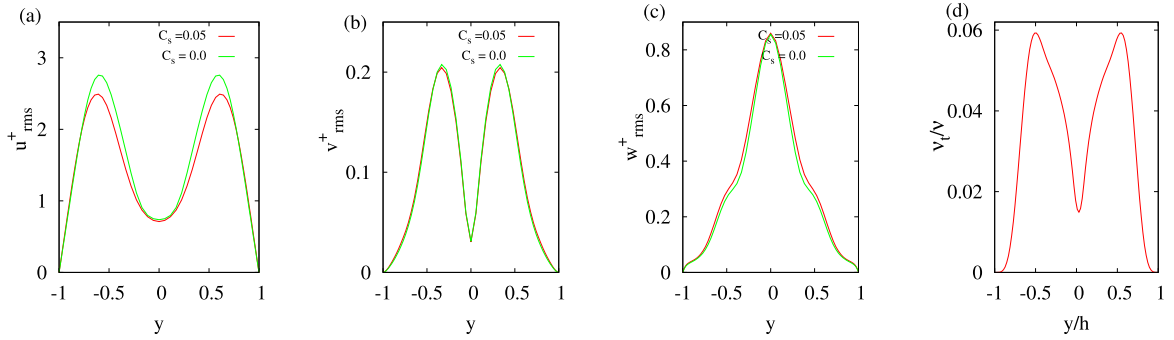 (a)
C_s =0.05
C_s = 0.0
u^+_rms
3
2
1
0
-1 -0.5 0 0.5 1
y
(b)
C_s =0.05
C_s = 0.0
v^+_rms
0.2
0.1
0
-1 -0.5 0 0.5 1
y
(c)
C_s =0.05
C_s = 0.0
w^+_rms
0.8
0.6
0.4
0.2
0
-1 -0.5 0 0.5 1
y
(d)
ν_t/ν
0.06
0.04
0.02
0
-1 -0.5 0 0.5 1
y/h